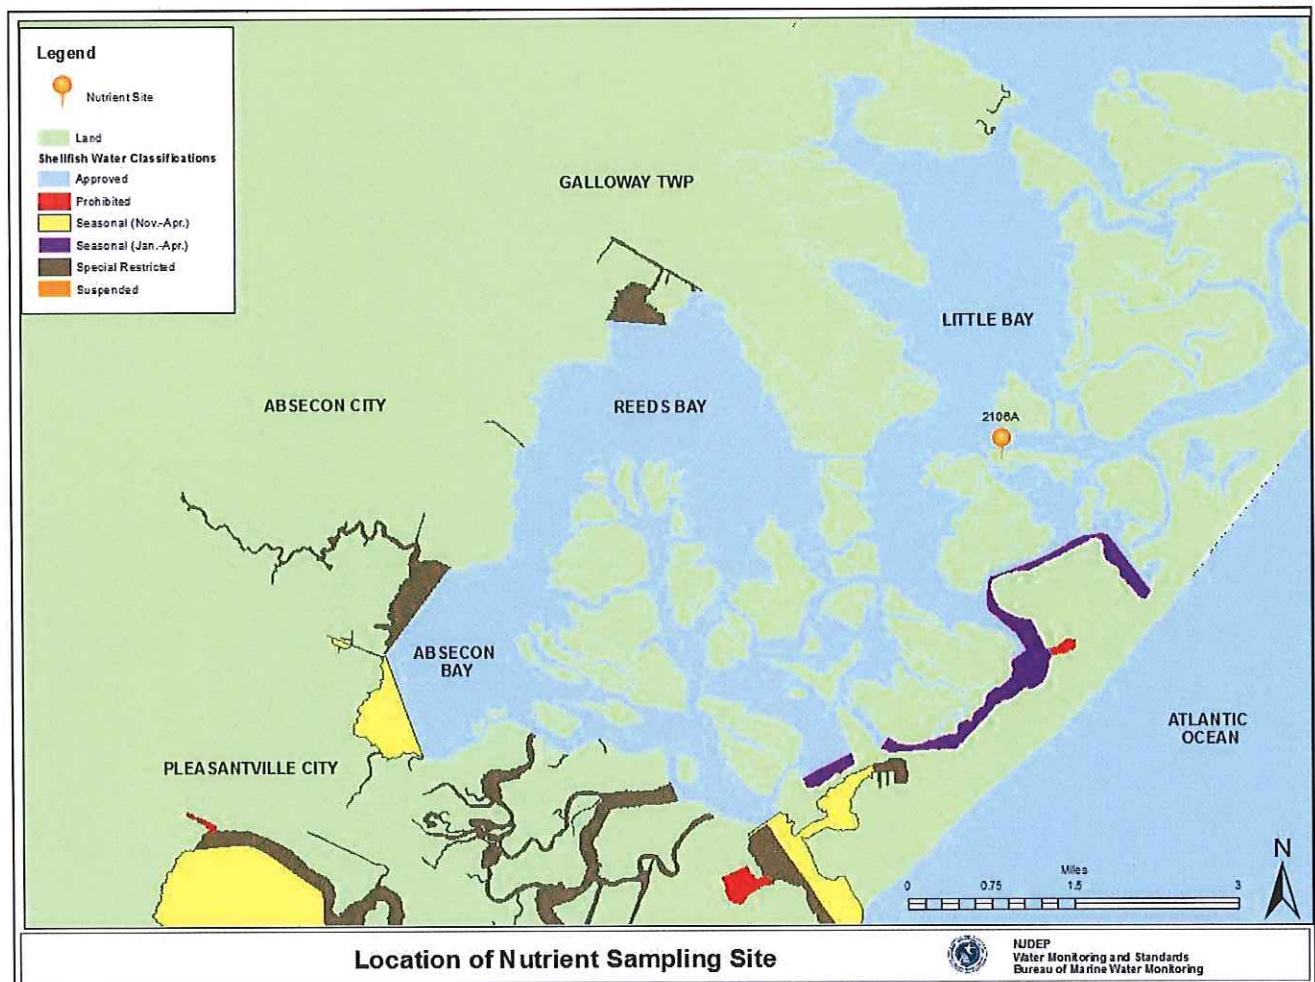 Legend
Nutrient Site
Land
Shellfish Water Classifications
Approved
Prohibited
Seasonal (Nov.-Apr.)
Seasonal (Jan.-Apr.)
Special Restricted
Suspended
GALLOWAY TWP
LITTLE BAY
ABSECON CITY
REEDS BAY
2106A
ABSECON
BAY
ATLANTIC
OCEAN
PLEASANTVILLE CITY
N
Miles
0 0.75 1.5 3
Location of Nutrient Sampling Site
NJDEP
Water Monitoring and Standards
Bureau of Marine Water Monitoring